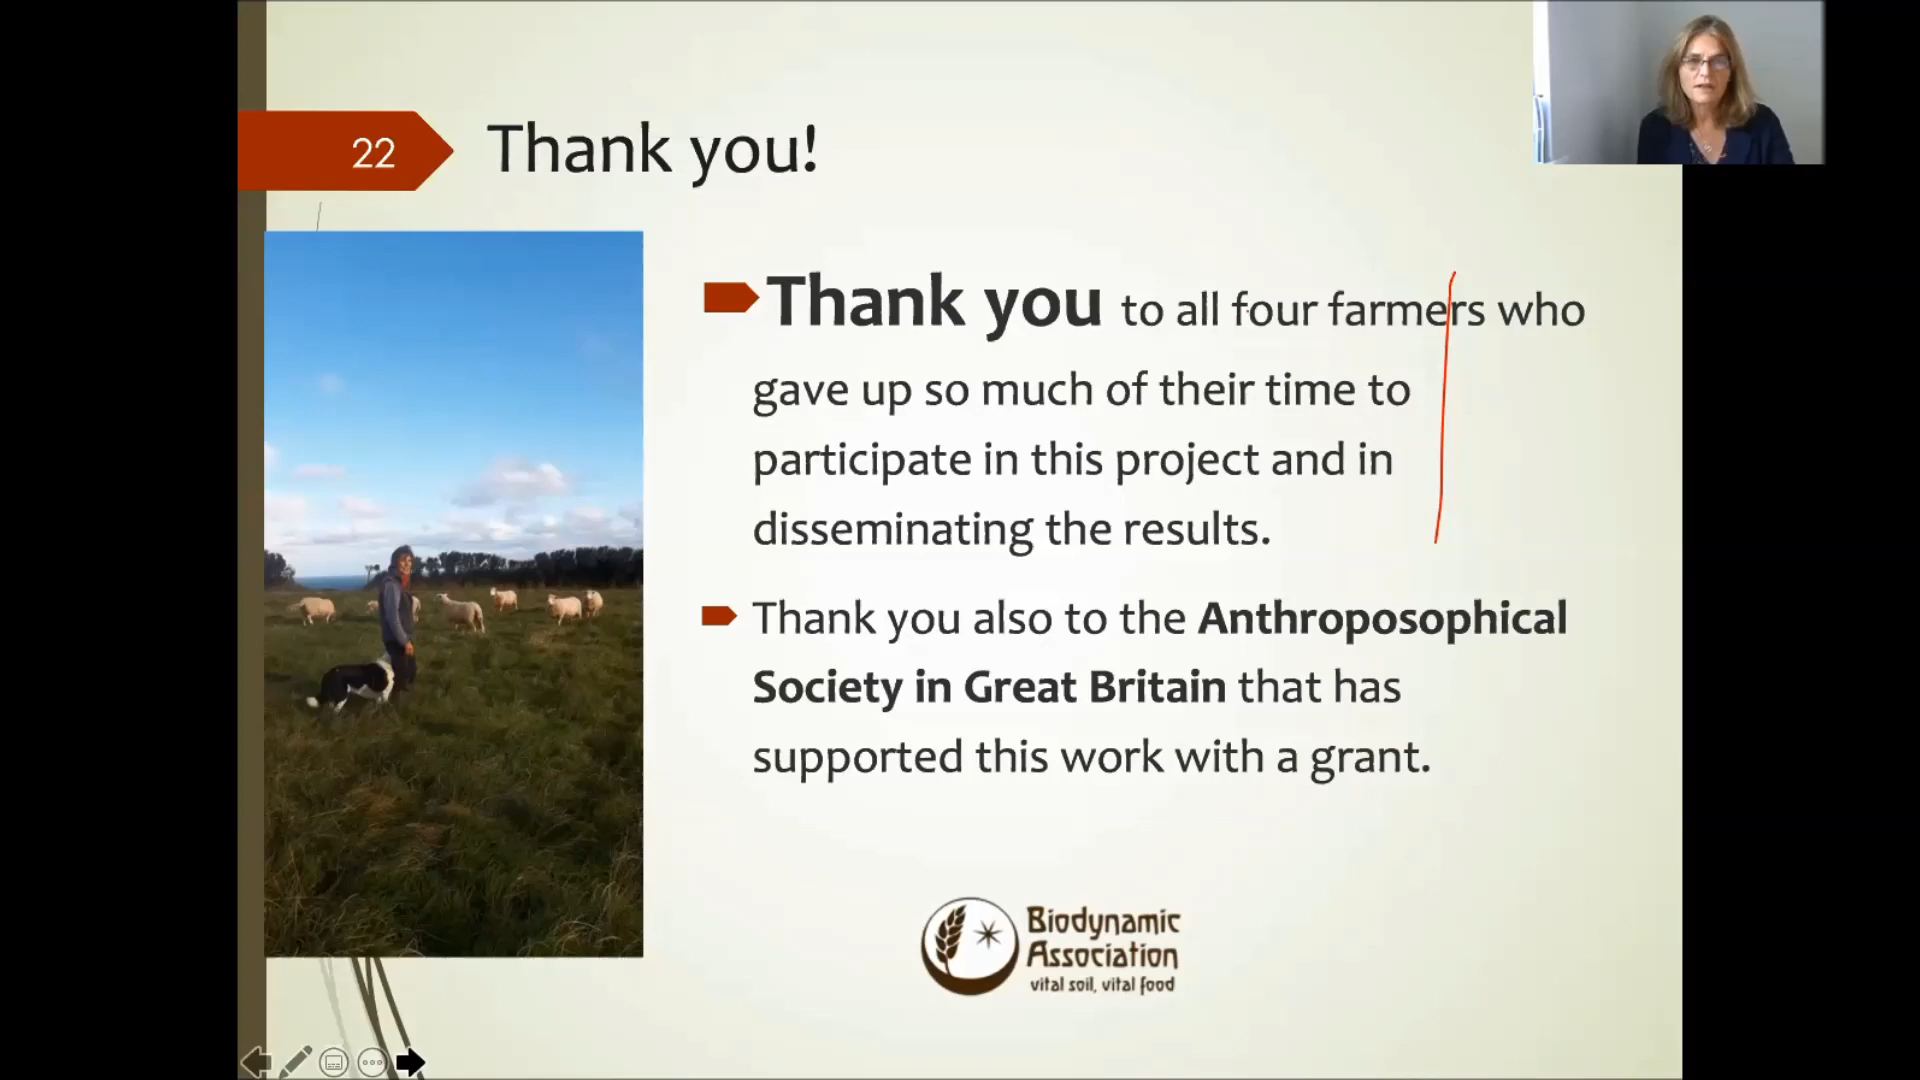 22
Thank you!
Thank you to all four farmers who
gave up so much of their time to
participate in this project and in
disseminating the results.
Thank you also to the Anthroposophical
Society in Great Britain that has
supported this work with a grant.
Biodynamic
Association
vital soil, vital food